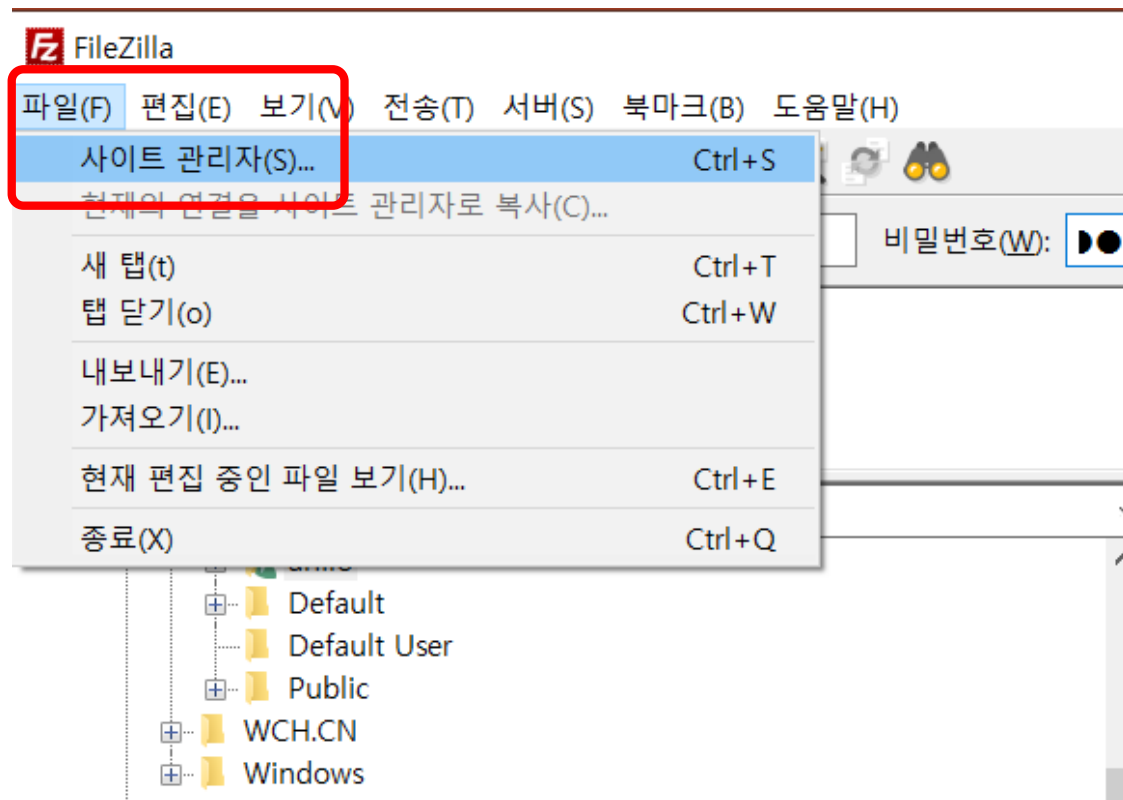 FileZilla
파일(F) 편집(E) 보기(V) 전송(T) 서버(S) 북마크(B) 도움말(H)
사이트 관리자(S)... Ctrl+S
현재의 연결을 사이트 관리자로 복사(C)...
비밀번호(W):
새 탭(t) Ctrl+T
탭 닫기(o) Ctrl+W
내보내기(E)...
가져오기(I)...
현재 편집 중인 파일 보기(H)... Ctrl+E
종료(X) Ctrl+Q
Default
Default User
Public
WCH.CN
Windows